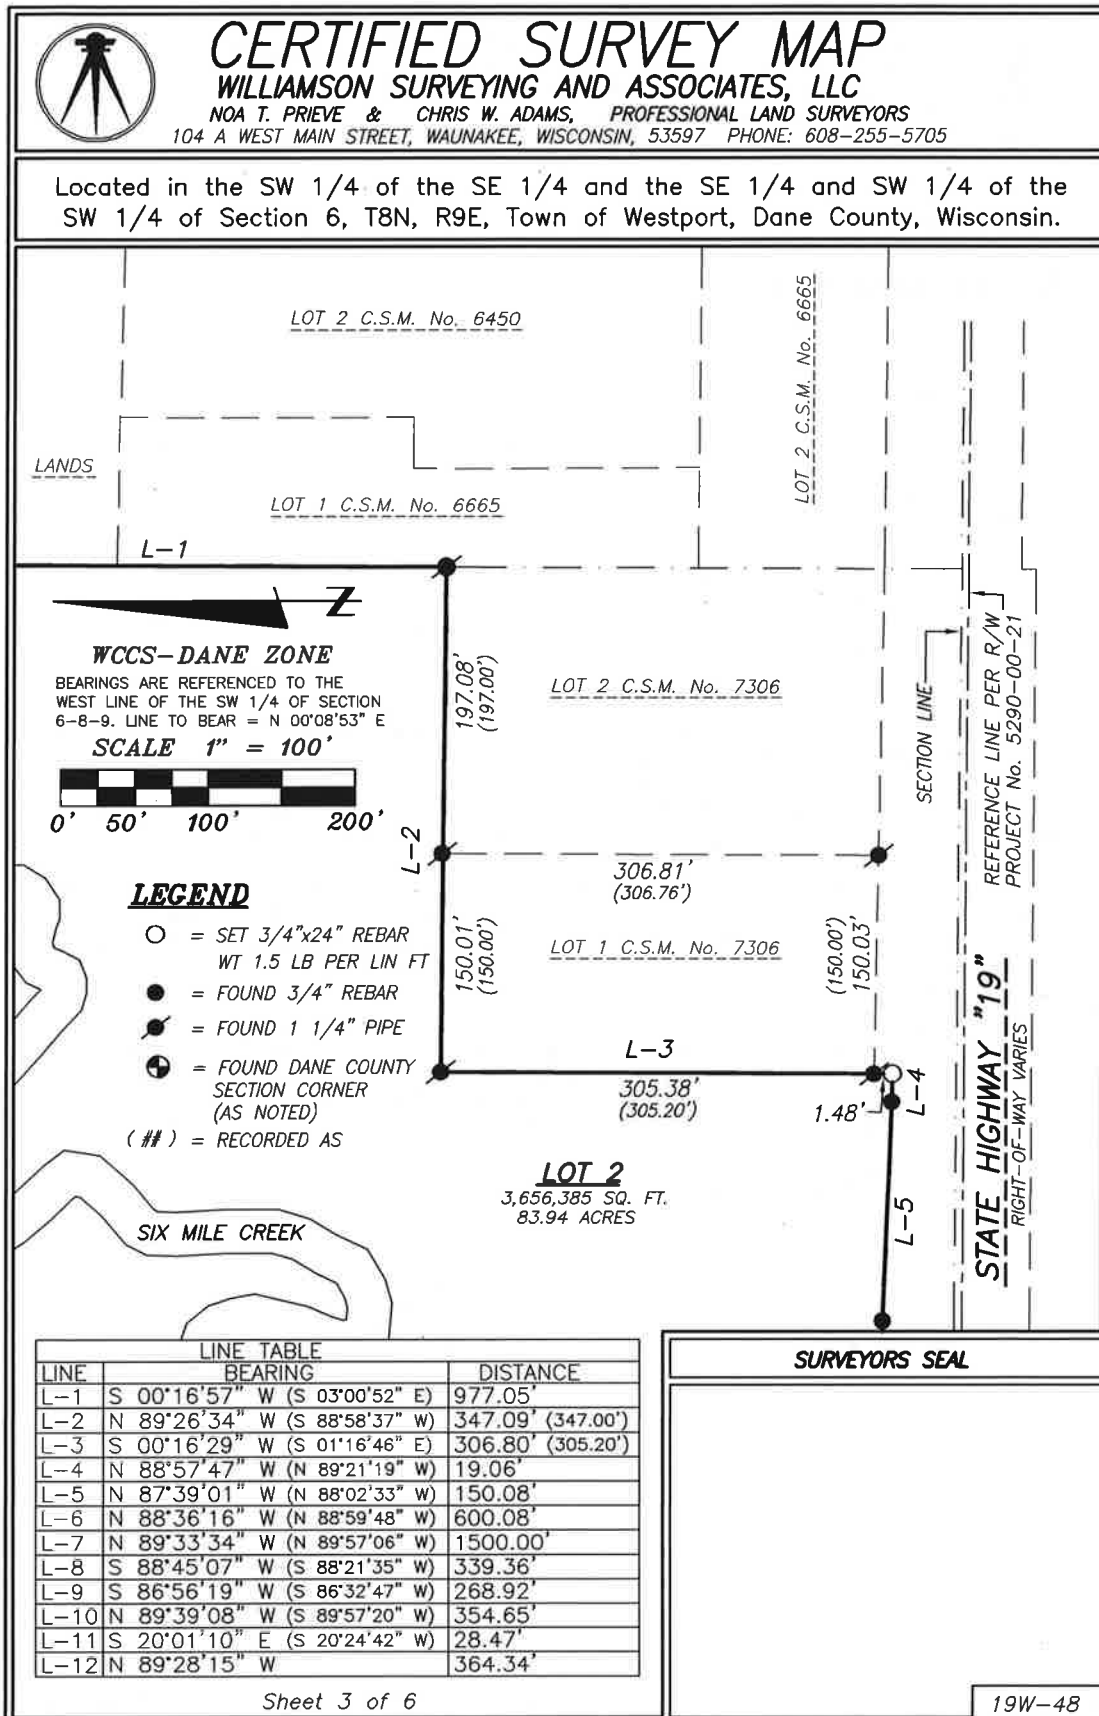 CERTIFIED SURVEY MAP
WILLIAMSON SURVEYING AND ASSOCIATES, LLC
NOA T. PRIEVE & CHRIS W. ADAMS, PROFESSIONAL LAND SURVEYORS
104 A WEST MAIN STREET, WAUNAKEE, WISCONSIN, 53597 PHONE: 608-255-5705
Located in the SW 1/4 of the SE 1/4 and the SE 1/4 and SW 1/4 of the
SW 1/4 of Section 6, T8N, R9E, Town of Westport, Dane County, Wisconsin.
LOT 2 C.S.M. No. 6450
LOT 2 C.S.M. No. 6665
LANDS
LOT 1 C.S.M. No. 6665
L-1
Z
WCCS-DANE ZONE
BEARINGS ARE REFERENCED TO THE
WEST LINE OF THE SW 1/4 OF SECTION
6-8-9. LINE TO BEAR = N 00°08'53" E
SCALE 1" = 100'
0' 50' 100' 200'
197.08'
(197.00')
LOT 2 C.S.M. No. 7306
SECTION LINE
REFERENCE LINE PER R/W
PROJECT No. 5290-00-21
L-2
306.81'
(306.76')
LEGEND
O = SET 3/4"x24" REBAR
WT 1.5 LB PER LIN FT
= FOUND 3/4" REBAR
= FOUND 1 1/4" PIPE
= FOUND DANE COUNTY
SECTION CORNER
(AS NOTED)
(##) = RECORDED AS
150.01'
(150.00')
LOT 1 C.S.M. No. 7306
(150.00')
150.03'
L-3
305.38'
(305.20')
1.48'
L-4
STATE HIGHWAY "19"
RIGHT-OF-WAY VARIES
LOT 2
3,656,385 SQ. FT.
83.94 ACRES
L-5
SIX MILE CREEK
LINE TABLE
LINE BEARING DISTANCE
L-1 S 00°16'57" W (S 03°00'52" E) 977.05'
L-2 N 89°26'34" W (S 88°58'37" W) 347.09' (347.00')
L-3 S 00°16'29" W (S 01°16'46" E) 306.80' (305.20')
L-4 N 88°57'47" W (N 89°21'19" W) 19.06'
L-5 N 87°39'01" W (N 88°02'33" W) 150.08'
L-6 N 88°36'16" W (N 88°59'48" W) 600.08'
L-7 N 89°33'34" W (N 89°57'06" W) 1500.00'
L-8 S 88°45'07" W (S 88°21'35" W) 339.36'
L-9 S 86°56'19" W (S 86°32'47" W) 268.92'
L-10 N 89°39'08" W (S 89°57'20" W) 354.65'
L-11 S 20°01'10" E (S 20°24'42" W) 28.47'
L-12 N 89°28'15" W 364.34'
SURVEYORS SEAL
Sheet 3 of 6
19W-48